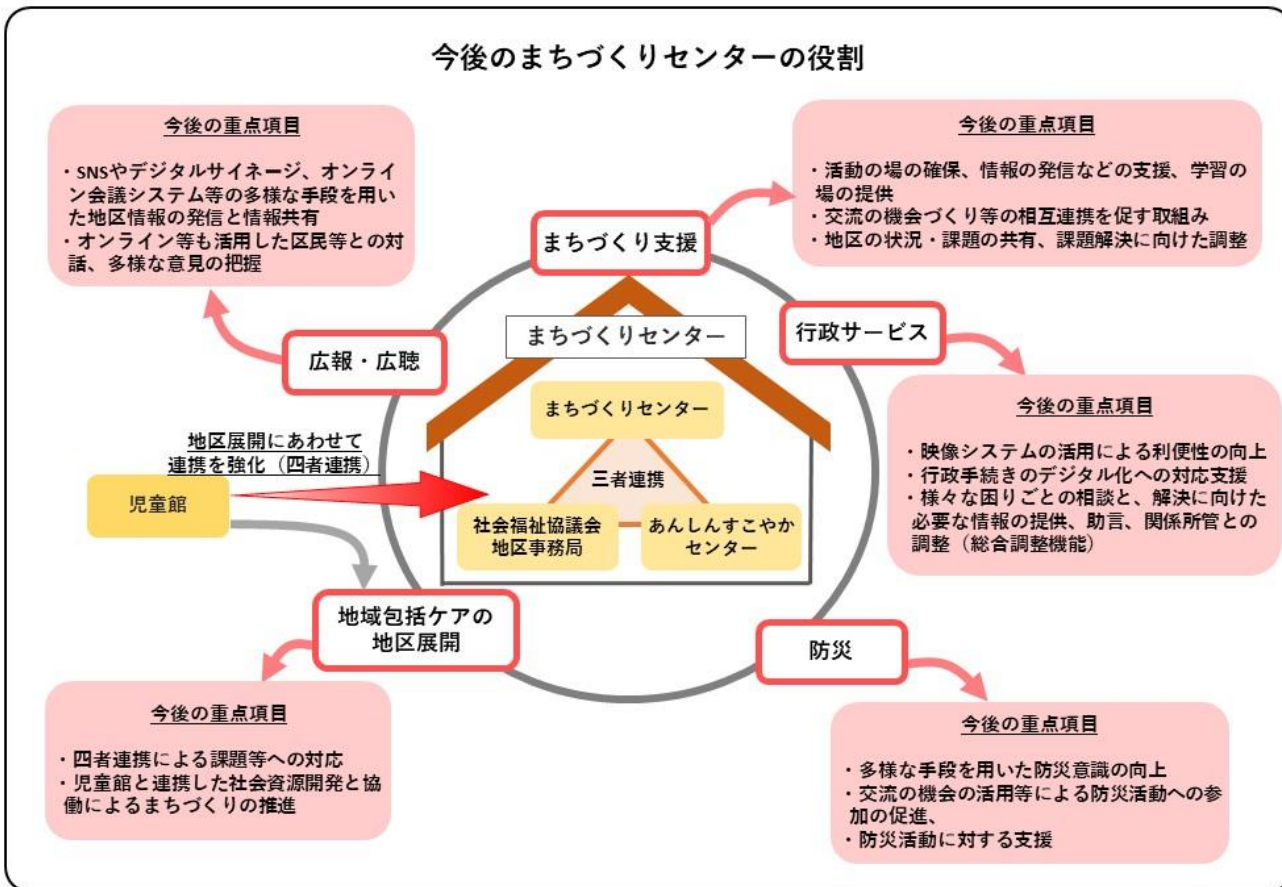 今後のまちづくりセンターの役割
今後の重点項目
・SNSやデジタルサイネージ、オンライン
会議システム等の多様な手段を用い
た地区情報の発信と情報共有
・オンライン等も活用した区民等との対
話、多様な意見の把握
今後の重点項目
・活動の場の確保、情報の発信などの支援、学習の
場の提供
・交流の機会づくり等の相互連携を促す取組み
・地区の状況・課題の共有、課題解決に向けた調整
まちづくり支援
広報・広聴
行政サービス
まちづくりセンター
まちづくりセンター
三者連携
社会福祉協議会
地区事務局
あんしんすこやか
センター
地区展開にあわせて
連携を強化(四者連携)
児童館
今後の重点項目
・映像システムの活用による利便性の向上
・行政手続きのデジタル化への対応支援
・様々な困りごとの相談と、解決に向けた
必要な情報の提供、助言、関係所管との
調整(総合調整機能)
地域包括ケアの
地区展開
防災
今後の重点項目
・四者連携による課題等への対応
・児童館と連携した社会資源開発と協
働によるまちづくりの推進
今後の重点項目
・多様な手段を用いた防災意識の向上
・交流の機会の活用等による防災活動への参
加の促進、
・防災活動に対する支援